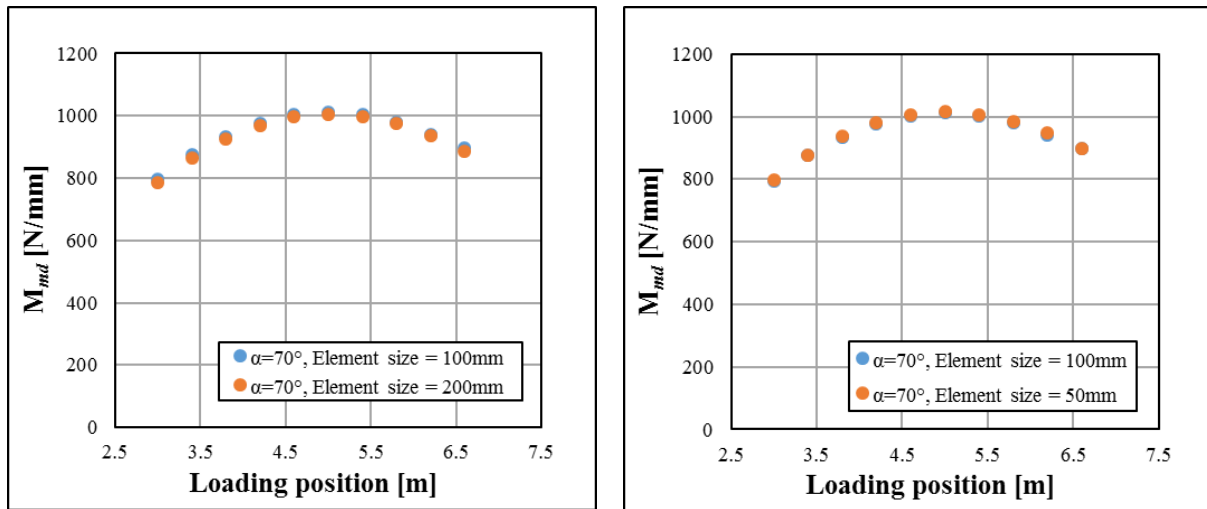 1200
1000
800
600
400
200
0
M_md [N/mm]
α=70°, Element size = 100mm
α=70°, Element size = 200mm
2.5 3.5 4.5 5.5 6.5 7.5
Loading position [m]
1200
1000
800
600
400
200
0
M_md [N/mm]
α=70°, Element size = 100mm
α=70°, Element size = 50mm
2.5 3.5 4.5 5.5 6.5 7.5
Loading position [m]